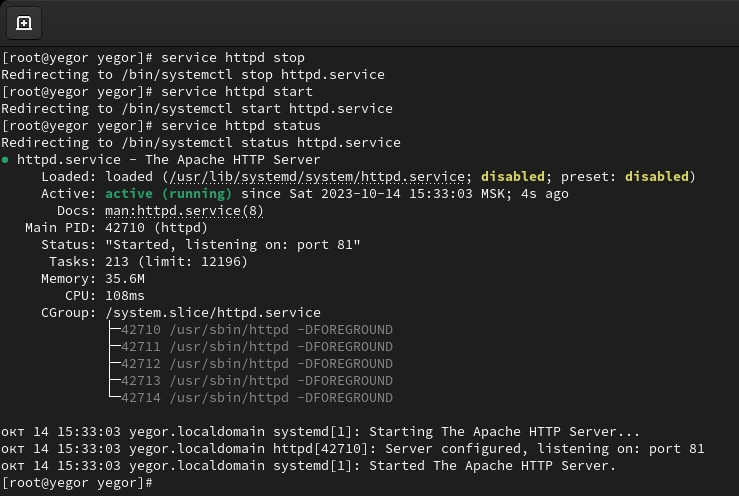 [root@yegor yegor]# service httpd stop
Redirecting to /bin/systemctl stop httpd.service
[root@yegor yegor]# service httpd start
Redirecting to /bin/systemctl start httpd.service
[root@yegor yegor]# service httpd status
Redirecting to /bin/systemctl status httpd.service
● httpd.service - The Apache HTTP Server
     Loaded: loaded (/usr/lib/systemd/system/httpd.service; disabled; preset: disabled)
     Active: active (running) since Sat 2023-10-14 15:33:03 MSK; 4s ago
       Docs: man:httpd.service(8)
   Main PID: 42710 (httpd)
     Status: "Started, listening on: port 81"
      Tasks: 213 (limit: 12196)
     Memory: 35.6M
        CPU: 108ms
     CGroup: /system.slice/httpd.service
             ├─42710 /usr/sbin/httpd -DFOREGROUND
             ├─42711 /usr/sbin/httpd -DFOREGROUND
             ├─42712 /usr/sbin/httpd -DFOREGROUND
             ├─42713 /usr/sbin/httpd -DFOREGROUND
             └─42714 /usr/sbin/httpd -DFOREGROUND
окт 14 15:33:03 yegor.localdomain systemd[1]: Starting The Apache HTTP Server...
окт 14 15:33:03 yegor.localdomain httpd[42710]: Server configured, listening on: port 81
окт 14 15:33:03 yegor.localdomain systemd[1]: Started The Apache HTTP Server.
[root@yegor yegor]#